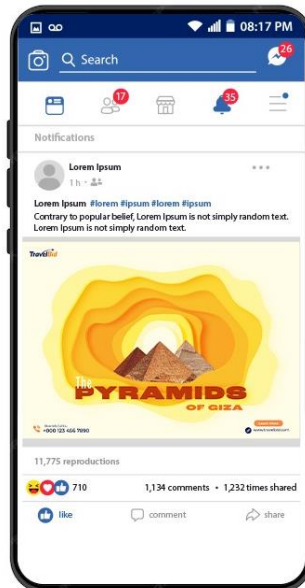 08:17 PM
Search
26
17
35
Notifications
Lorem Ipsum
1 h
Lorem Ipsum #lorem #ipsum #lorem #ipsum
Contrary to popular belief, Lorem Ipsum is not simply random text.
Lorem Ipsum is not simply random text.
TravelBid
The
PYRAMIDS
OF GIZA
+000 123 456 7890
11,775 reproductions
710
1,134 comments • 1,232 times shared
like
comment
share